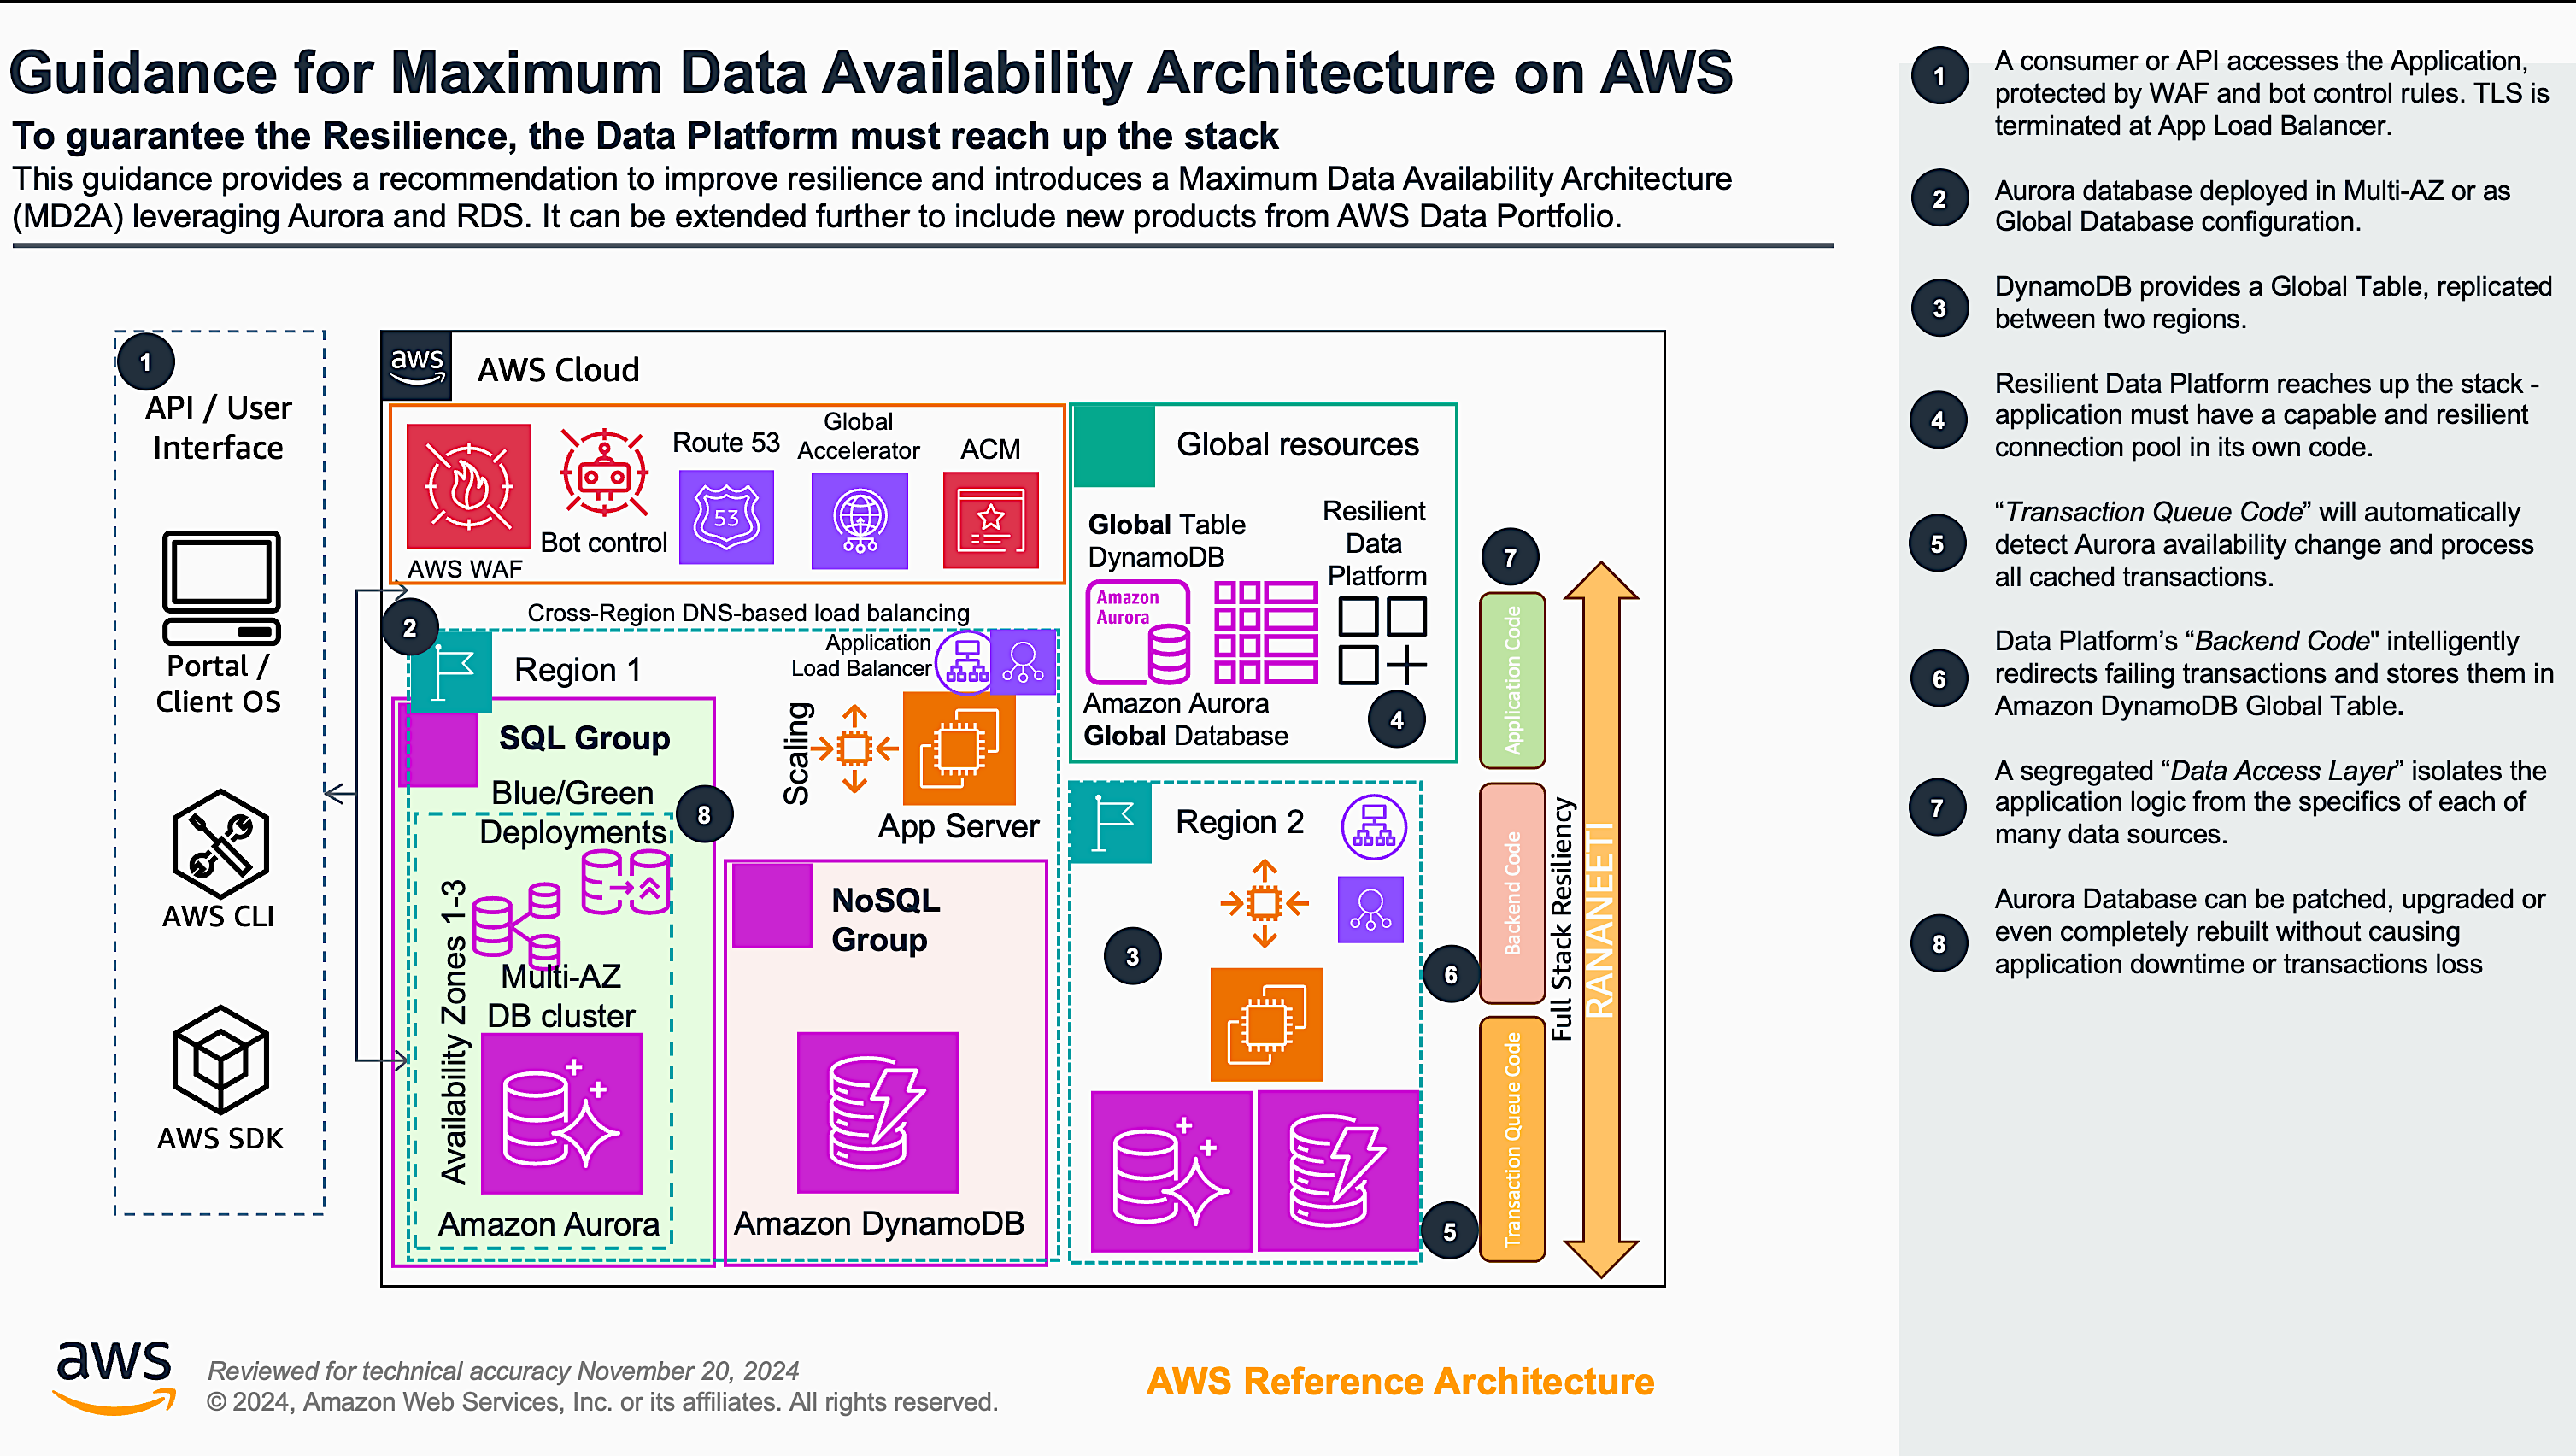 Guidance for Maximum Data Availability Architecture on AWS
To guarantee the Resilience, the Data Platform must reach up the stack
This guidance provides a recommendation to improve resilience and introduces a Maximum Data Availability Architecture
(MD2A) leveraging Aurora and RDS. It can be extended further to include new products from AWS Data Portfolio.
1
API / User
Interface
Portal /
Client OS
AWS CLI
AWS SDK
aws
AWS Cloud
AWS WAF
Bot control
Route 53
53
Global
Accelerator
ACM
Cross-Region DNS-based load balancing
2
Region 1
Application
Load Balancer
SQL Group
Blue/Green
Deployments
8
Availability Zones 1-3
Multi-AZ
DB cluster
Amazon Aurora
Scaling
App Server
NoSQL
Group
Amazon DynamoDB
Global resources
Global Table
DynamoDB
Resilient
Data
Platform
Amazon
Aurora
Amazon Aurora
Global Database
4
Region 2
3
7
Application Code
Backend Code
6
Transaction Queue Code
5
Full Stack Resiliency
RANANEETI
aws
Reviewed for technical accuracy November 20, 2024
© 2024, Amazon Web Services, Inc. or its affiliates. All rights reserved.
AWS Reference Architecture
1
A consumer or API accesses the Application,
protected by WAF and bot control rules. TLS is
terminated at App Load Balancer.
2
Aurora database deployed in Multi-AZ or as
Global Database configuration.
3
DynamoDB provides a Global Table, replicated
between two regions.
4
Resilient Data Platform reaches up the stack -
application must have a capable and resilient
connection pool in its own code.
5
“Transaction Queue Code” will automatically
detect Aurora availability change and process
all cached transactions.
6
Data Platform’s “Backend Code" intelligently
redirects failing transactions and stores them in
Amazon DynamoDB Global Table.
7
A segregated “Data Access Layer” isolates the
application logic from the specifics of each of
many data sources.
8
Aurora Database can be patched, upgraded or
even completely rebuilt without causing
application downtime or transactions loss